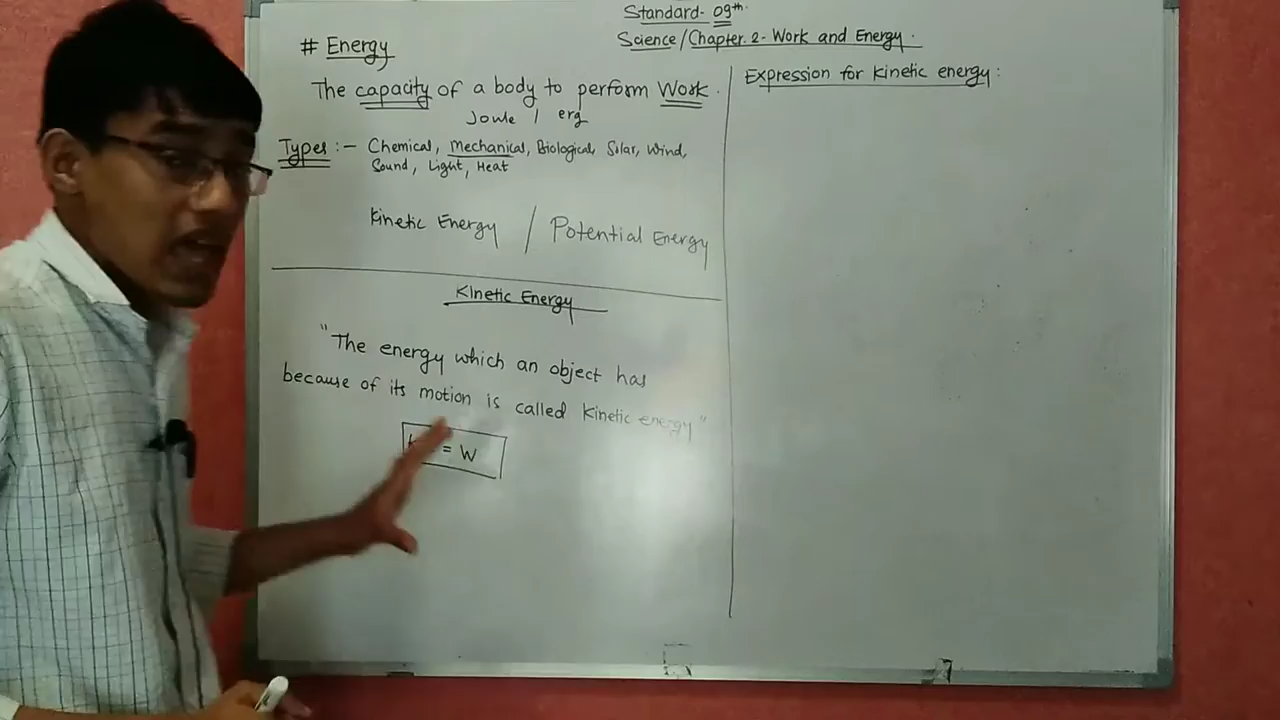 Standard- 09th.
Science/Chapter.2- Work and Energy.
# Energy
The capacity of a body to perform Work.
Joule / erg
Types :- Chemical, Mechanical, Biological, Solar, Wind,
Sound, Light, Heat
Kinetic Energy / Potential Energy
Kinetic Energy
"The energy which an object has
because of its motion is called Kinetic energy"
= W
Expression for Kinetic energy: